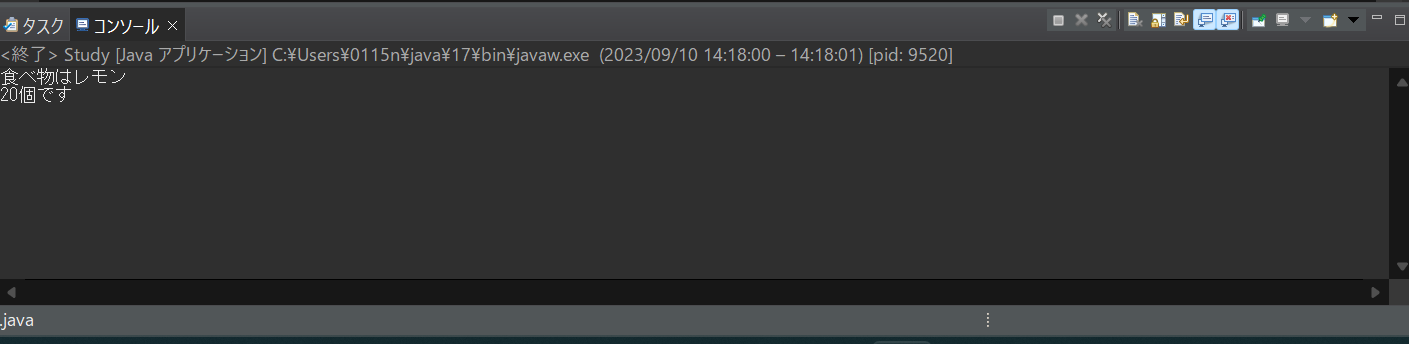 タスク コンソール
<終了> Study [Java アプリケーション] C:¥Users¥0115n¥java¥17¥bin¥javaw.exe (2023/09/10 14:18:00 – 14:18:01) [pid: 9520]
食べ物はレモン
20個です
.java